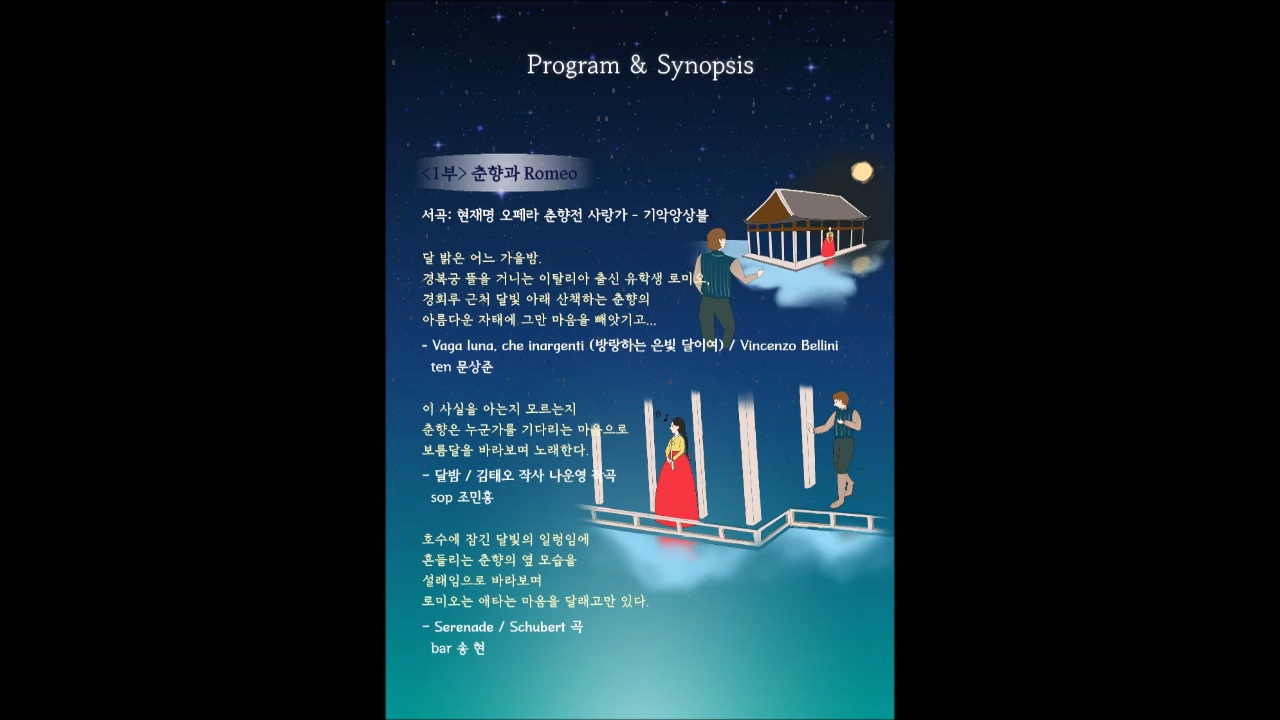 Program & Synopsis
<1부> 춘향과 Romeo
서곡: 현재명 오페라 춘향전 사랑가 - 기악앙상블
달 밝은 어느 가을밤.
경복궁 뜰을 거니는 이탈리아 출신 유학생 로미오,
경회루 근처 달빛 아래 산책하는 춘향의
아름다운 자태에 그만 마음을 빼앗기고...
- Vaga luna, che inargenti (방랑하는 은빛 달이여) / Vincenzo Bellini
ten 문상준
이 사실을 아는지 모르는지
춘향은 누군가를 기다리는 마음으로
보름달을 바라보며 노래한다.
- 달밤 / 김태오 작사 나운영 작곡
sop 조민홍
호수에 잠긴 달빛의 일렁임에
흔들리는 춘향의 옆 모습을
설래임으로 바라보며
로미오는 애타는 마음을 달래고만 있다.
- Serenade / Schubert 곡
bar 송 현